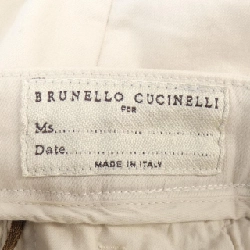 BRUNELLO CUCINELLI
PER
Ms.
Date
MADE IN ITALY